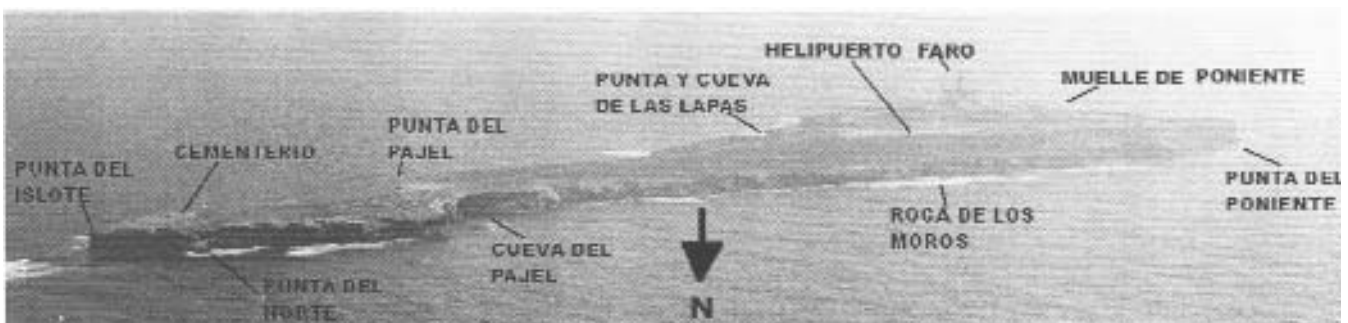 HELIPUERTO FARO
PUNTA Y CUEVA
DE LAS LAPAS
MUELLE DE PONIENTE
PUNTA DEL
PAJEL
CEMENTERIO
PUNTA DEL
ISLOTE
PUNTA DEL
PONIENTE
ROCA DE LOS
MOROS
CUEVA DEL
PAJEL
PUNTA DEL
NORTE
N